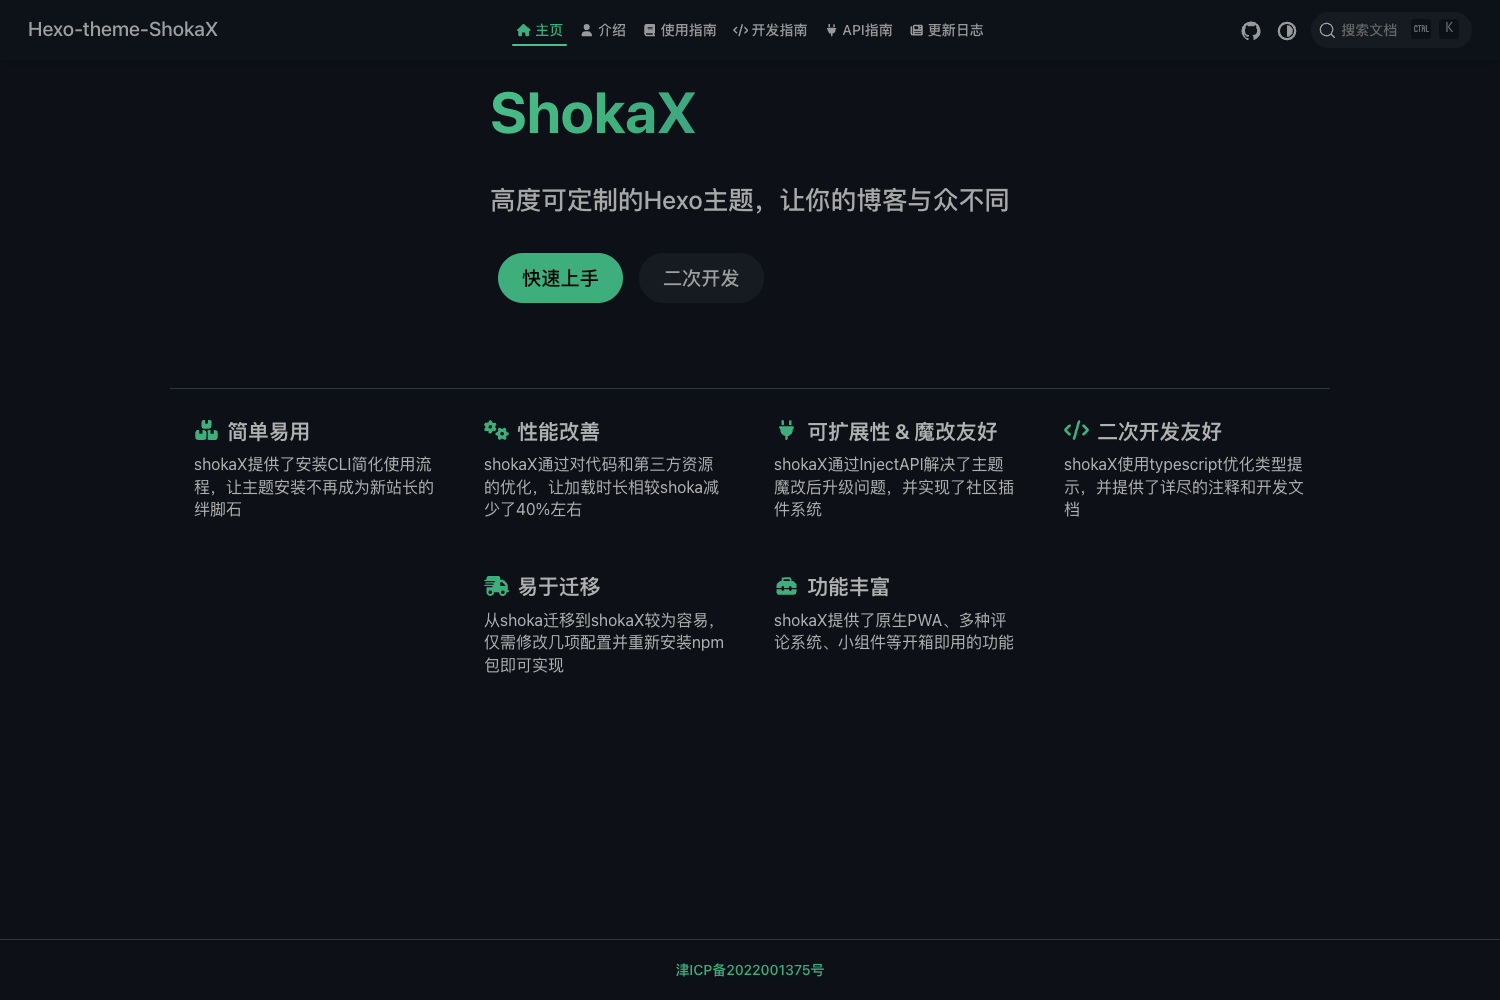 Hexo-theme-ShokaX
主页 介绍 使用指南 开发指南 API指南 更新日志
搜索文档 CTRL K
ShokaX
高度可定制的Hexo主题，让你的博客与众不同
快速上手 二次开发
简单易用
shokaX提供了安装CLI简化使用流
程，让主题安装不再成为新站长的
绊脚石
性能改善
shokaX通过对代码和第三方资源
的优化，让加载时长相较shoka减
少了40%左右
可扩展性 & 魔改友好
shokaX通过InjectAPI解决了主题
魔改后升级问题，并实现了社区插
件系统
二次开发友好
shokaX使用typescript优化类型提
示，并提供了详尽的注释和开发文
档
易于迁移
从shoka迁移到shokaX较为容易，
仅需修改几项配置并重新安装npm
包即可实现
功能丰富
shokaX提供了原生PWA、多种评
论系统、小组件等开箱即用的功能
津ICP备2022001375号